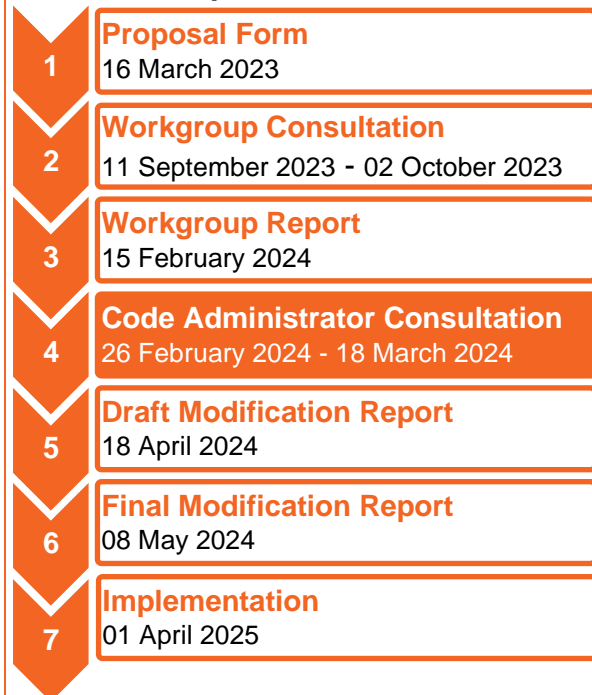 Proposal Form
1
16 March 2023
Workgroup Consultation
2
11 September 2023 - 02 October 2023
Workgroup Report
3
15 February 2024
Code Administrator Consultation
4
26 February 2024 - 18 March 2024
Draft Modification Report
5
18 April 2024
Final Modification Report
6
08 May 2024
Implementation
7
01 April 2025